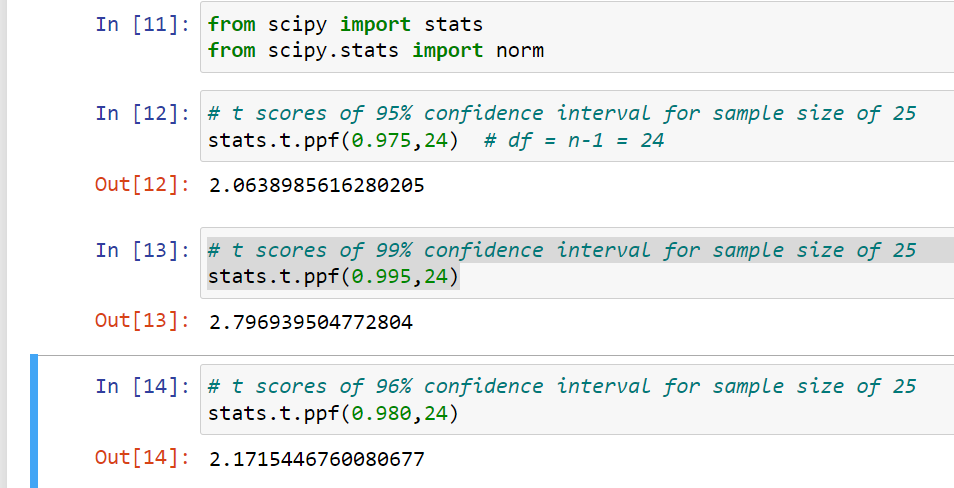 In [11]: from scipy import stats
from scipy.stats import norm
In [12]: # t scores of 95% confidence interval for sample size of 25
stats.t.ppf(0.975,24)  # df = n-1 = 24
Out[12]: 2.0638985616280205
In [13]: # t scores of 99% confidence interval for sample size of 25
stats.t.ppf(0.995,24)
Out[13]: 2.796939504772804
In [14]: # t scores of 96% confidence interval for sample size of 25
stats.t.ppf(0.980,24)
Out[14]: 2.1715446760080677